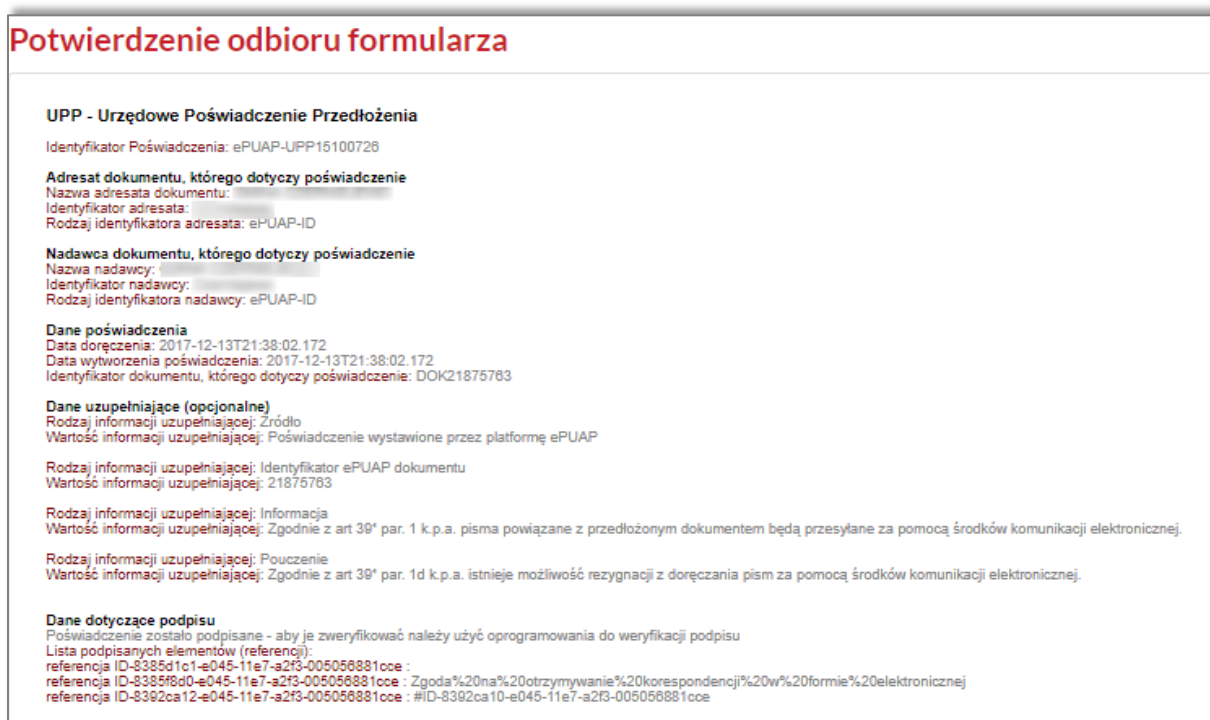 Potwierdzenie odbioru formularza
UPP - Urzędowe Poświadczenie Przedłożenia
Identyfikator Poświadczenia: ePUAP-UPP15100726
Adresat dokumentu, którego dotyczy poświadczenie
Nazwa adresata dokumentu:
Identyfikator adresata:
Rodzaj identyfikatora adresata: ePUAP-ID
Nadawca dokumentu, którego dotyczy poświadczenie
Nazwa nadawcy:
Identyfikator nadawcy:
Rodzaj identyfikatora nadawcy: ePUAP-ID
Dane poświadczenia
Data doręczenia: 2017-12-13T21:38:02.172
Data wytworzenia poświadczenia: 2017-12-13T21:38:02.172
Identyfikator dokumentu, którego dotyczy poświadczenie: DOK21875763
Dane uzupełniające (opcjonalne)
Rodzaj informacji uzupełniającej: Źródło
Wartość informacji uzupełniającej: Poświadczenie wystawione przez platformę ePUAP
Rodzaj informacji uzupełniającej: Identyfikator ePUAP dokumentu
Wartość informacji uzupełniającej: 21875763
Rodzaj informacji uzupełniającej: Informacja
Wartość informacji uzupełniającej: Zgodnie z art 39¹ par. 1 k.p.a. pisma powiązane z przedłożonym dokumentem będą przesyłane za pomocą środków komunikacji elektronicznej.
Rodzaj informacji uzupełniającej: Pouczenie
Wartość informacji uzupełniającej: Zgodnie z art 39¹ par. 1d k.p.a. istnieje możliwość rezygnacji z doręczania pism za pomocą środków komunikacji elektronicznej.
Dane dotyczące podpisu
Poświadczenie zostało podpisane - aby je zweryfikować należy użyć oprogramowania do weryfikacji podpisu
Lista podpisanych elementów (referencji):
referencja ID-8385d1c1-e045-11e7-a2f3-005056881cce :
referencja ID-8385f8d0-e045-11e7-a2f3-005056881cce : Zgoda%20na%20otrzymywanie%20korespondencji%20w%20formie%20elektronicznej
referencja ID-8392ca12-e045-11e7-a2f3-005056881cce : #ID-8392ca10-e045-11e7-a2f3-005056881cce